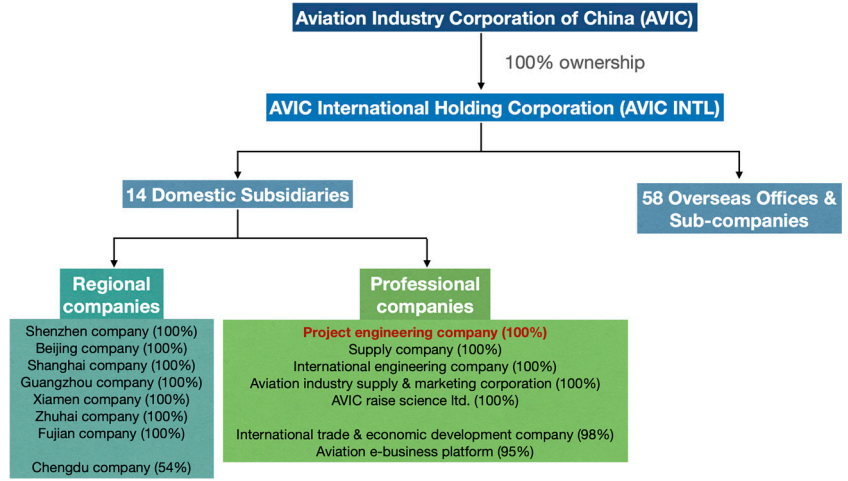 Aviation Industry Corporation of China (AVIC)
100% ownership
AVIC International Holding Corporation (AVIC INTL)
14 Domestic Subsidiaries
58 Overseas Offices &
Sub-companies
Regional
companies
Shenzhen company (100%)
Beijing company (100%)
Shanghai company (100%)
Guangzhou company (100%)
Xiamen company (100%)
Zhuhai company (100%)
Fujian company (100%)
Chengdu company (54%)
Professional
companies
Project engineering company (100%)
Supply company (100%)
International engineering company (100%)
Aviation industry supply & marketing corporation (100%)
AVIC raise science ltd. (100%)
International trade & economic development company (98%)
Aviation e-business platform (95%)